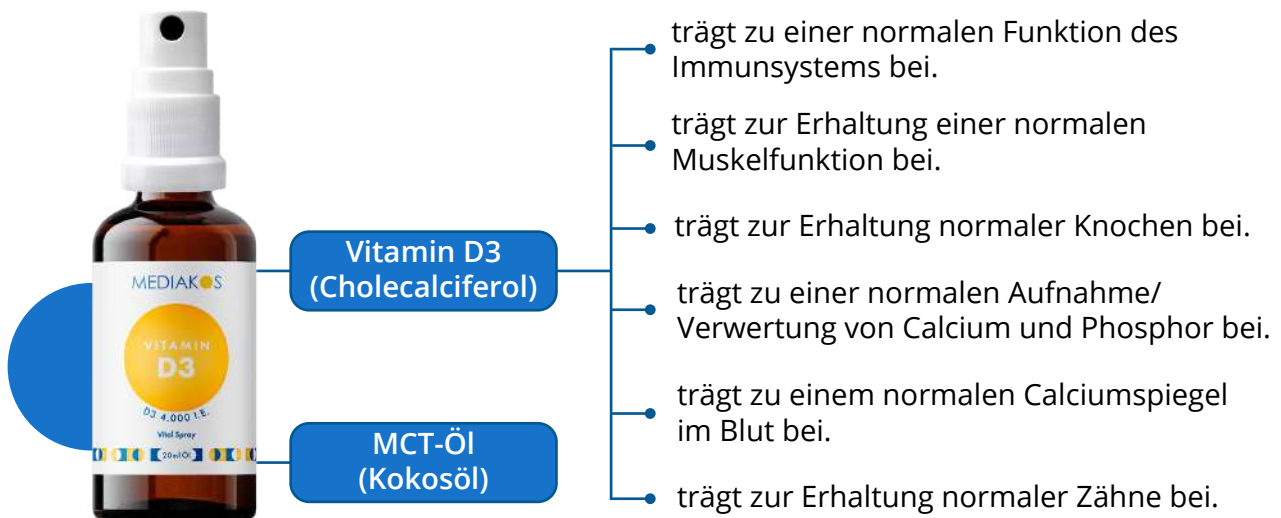 MEDIAKOS
VITAMIN
D3
D3 4.000 I.E.
Vital Spray
20ml Öl
Vitamin D3
(Cholecalciferol)
MCT-Öl
(Kokosöl)
trägt zu einer normalen Funktion des
Immunsystems bei.
trägt zur Erhaltung einer normalen
Muskelfunktion bei.
trägt zur Erhaltung normaler Knochen bei.
trägt zu einer normalen Aufnahme/
Verwertung von Calcium und Phosphor bei.
trägt zu einem normalen Calciumspiegel
im Blut bei.
trägt zur Erhaltung normaler Zähne bei.